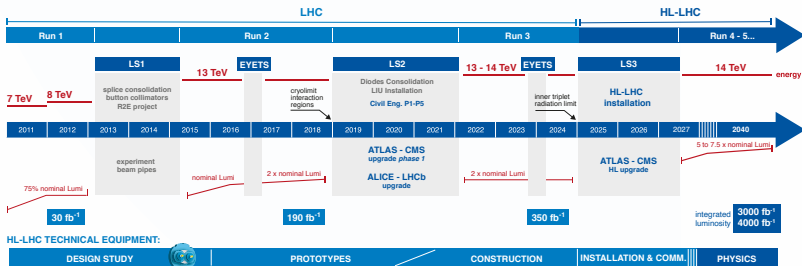 LHC
HL-LHC
Run 1
Run 2
Run 3
Run 4 - 5...
LS1
EYETS
LS2
EYETS
LS3
13 TeV
13 - 14 TeV
14 TeV
energy
splice consolidation
button collimators
R2E project
Diodes Consolidation
LIU Installation
Civil Eng. P1-P5
HL-LHC
installation
7 TeV
8 TeV
cryolimit
interaction
regions
inner triplet
radiation limit
2011 2012 2013 2014 2015 2016 2017 2018 2019 2020 2021 2022 2023 2024 2025 2026 2027 2040
5 to 7.5 x nominal Lumi
experiment
beam pipes
ATLAS - CMS
upgrade phase 1
ALICE - LHCb
upgrade
ATLAS - CMS
HL upgrade
75% nominal Lumi
nominal Lumi
2 x nominal Lumi
2 x nominal Lumi
30 fb-1
190 fb-1
350 fb-1
integrated
luminosity
3000 fb-1
4000 fb-1
HL-LHC TECHNICAL EQUIPMENT:
DESIGN STUDY
PROTOTYPES
CONSTRUCTION
INSTALLATION & COMM.
PHYSICS